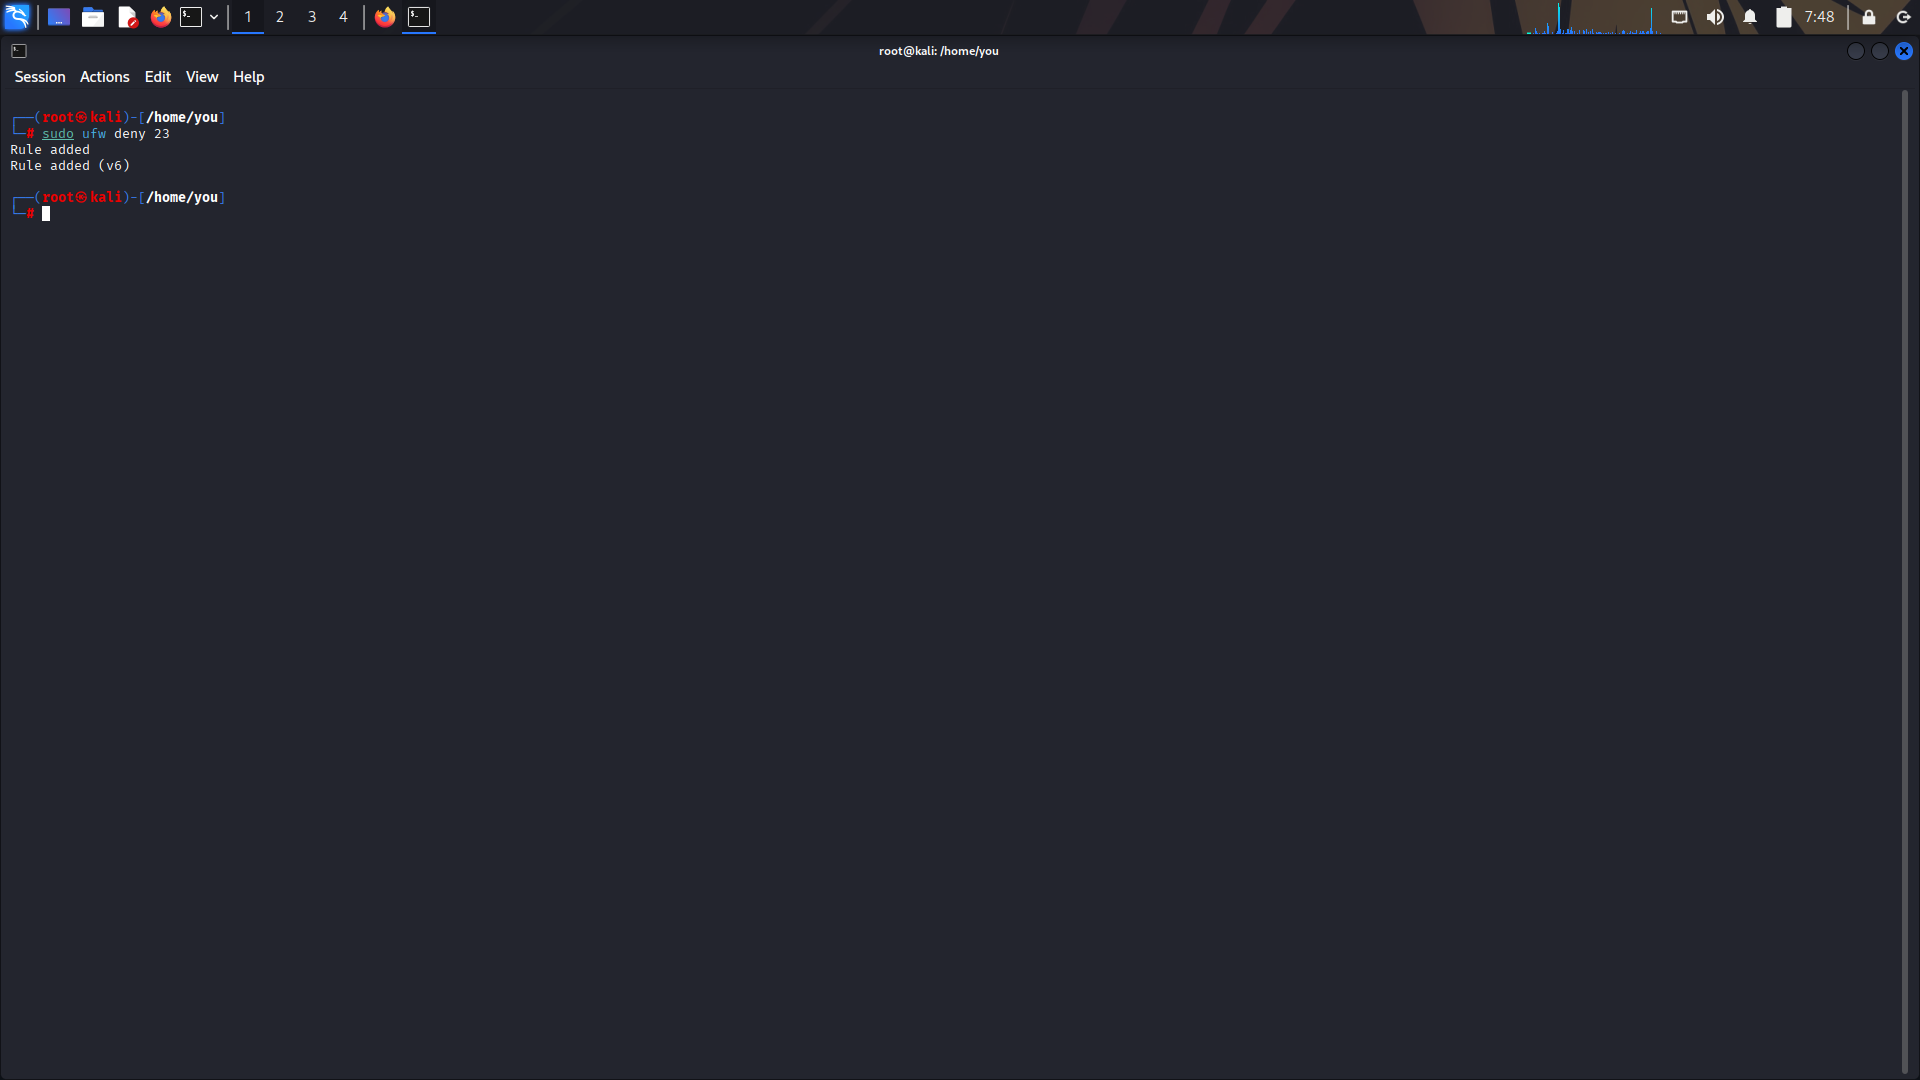 1 2 3 4 7:48
root@kali: /home/you
Session Actions Edit View Help
┌──(root㉿kali)-[/home/you]
└─# sudo ufw deny 23
Rule added
Rule added (v6)
┌──(root㉿kali)-[/home/you]
└─#